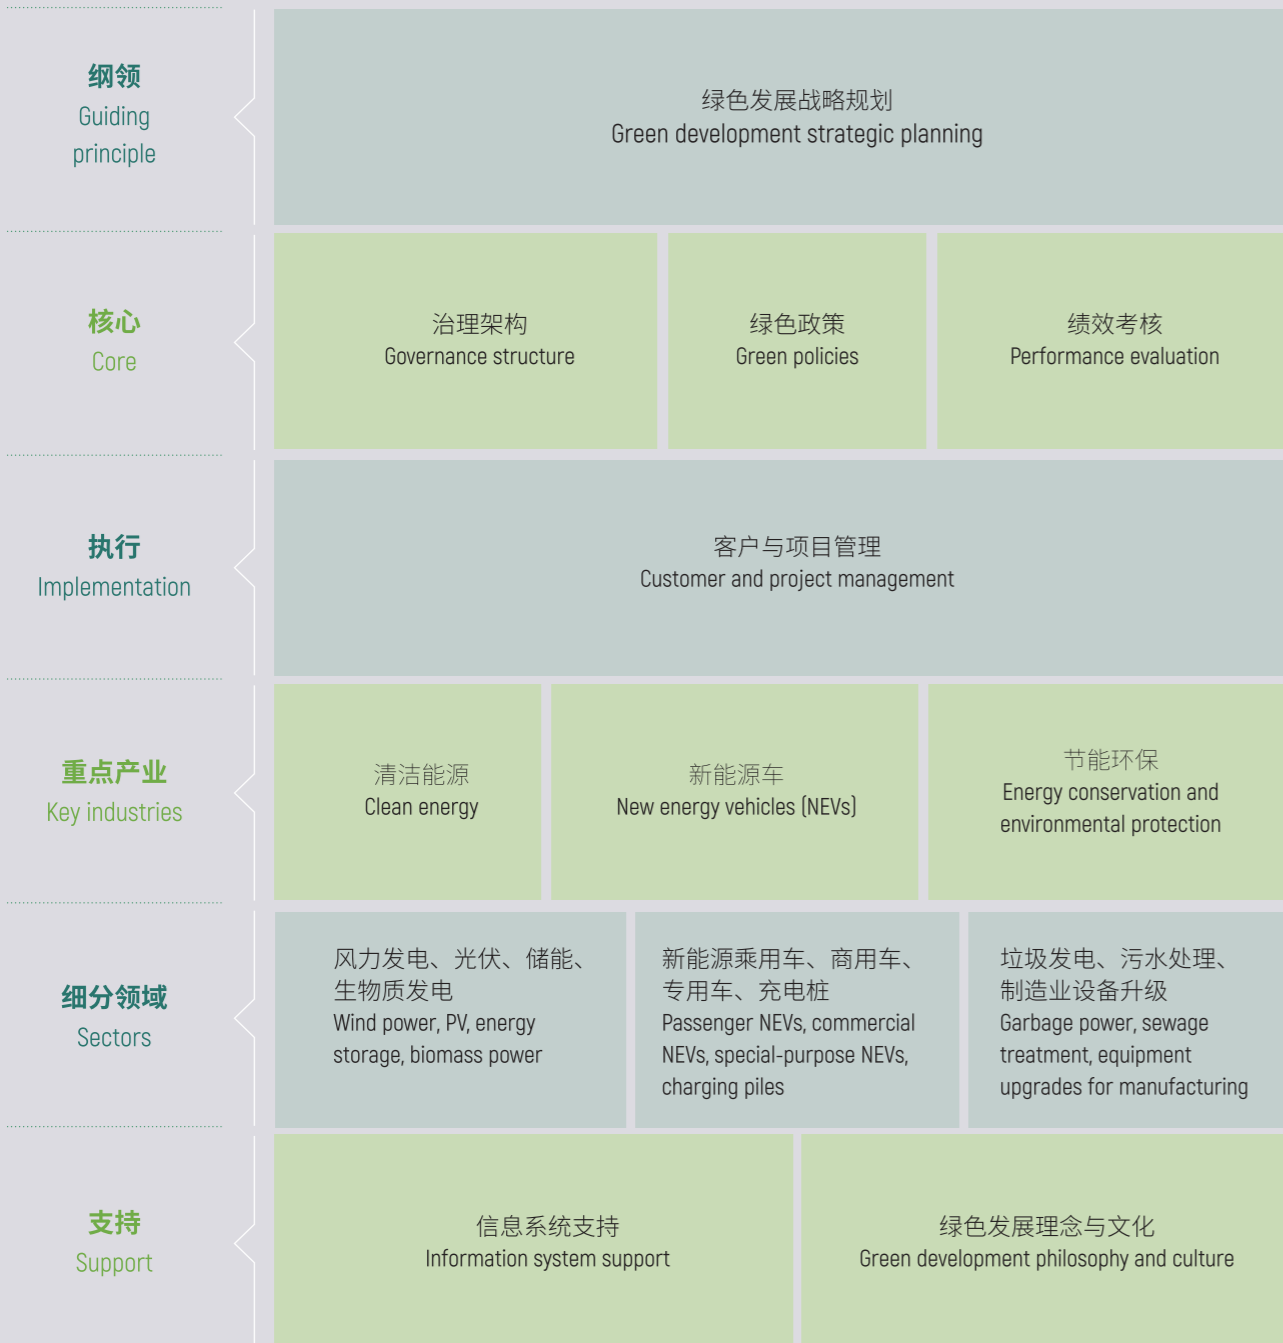 纲领
Guiding
principle
绿色发展战略规划
Green development strategic planning
核心
Core
治理架构
Governance structure
绿色政策
Green policies
绩效考核
Performance evaluation
执行
Implementation
客户与项目管理
Customer and project management
重点产业
Key industries
清洁能源
Clean energy
新能源车
New energy vehicles (NEVs)
节能环保
Energy conservation and
environmental protection
细分领域
Sectors
风力发电、光伏、储能、
生物质发电
Wind power, PV, energy
storage, biomass power
新能源乘用车、商用车、
专用车、充电桩
Passenger NEVs, commercial
NEVs, special-purpose NEVs,
charging piles
垃圾发电、污水处理、
制造业设备升级
Garbage power, sewage
treatment, equipment
upgrades for manufacturing
支持
Support
信息系统支持
Information system support
绿色发展理念与文化
Green development philosophy and culture